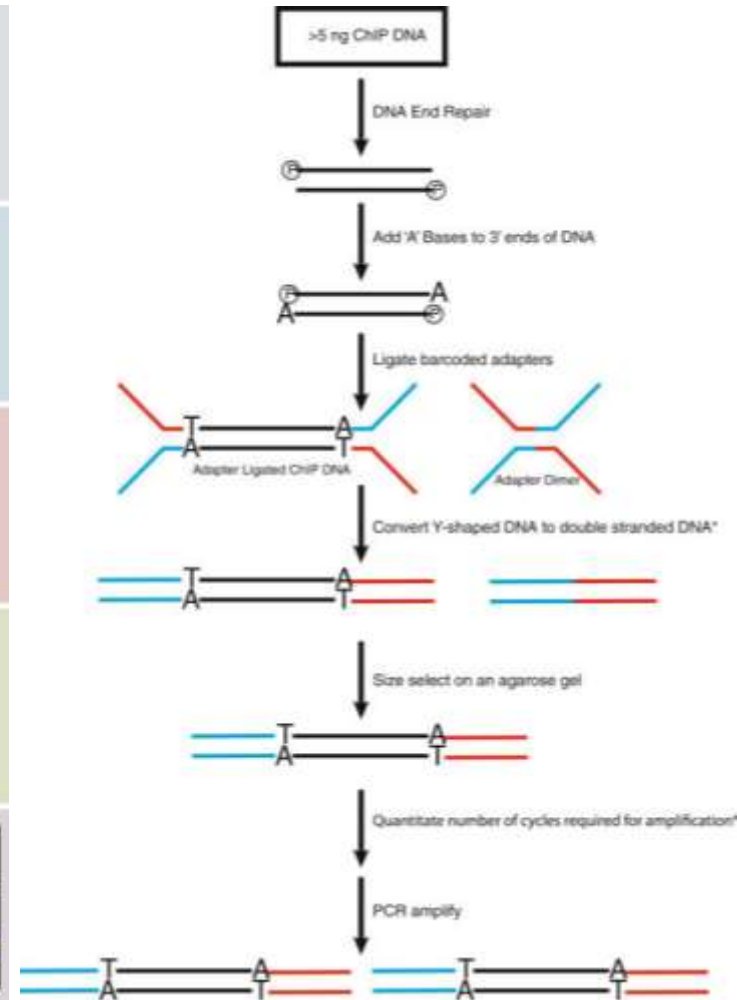 >5 ng ChIP DNA
DNA End Repair
P
P
Add 'A' Bases to 3' ends of DNA
P A
A P
Ligate barcoded adapters
T A
A T
Adapter Ligated ChIP DNA
Adapter Dimer
Convert Y-shaped DNA to double stranded DNA*
T A
A T
Size select on an agarose gel
T A
A T
Quantitate number of cycles required for amplification*
PCR amplify
T A T A
A T A T